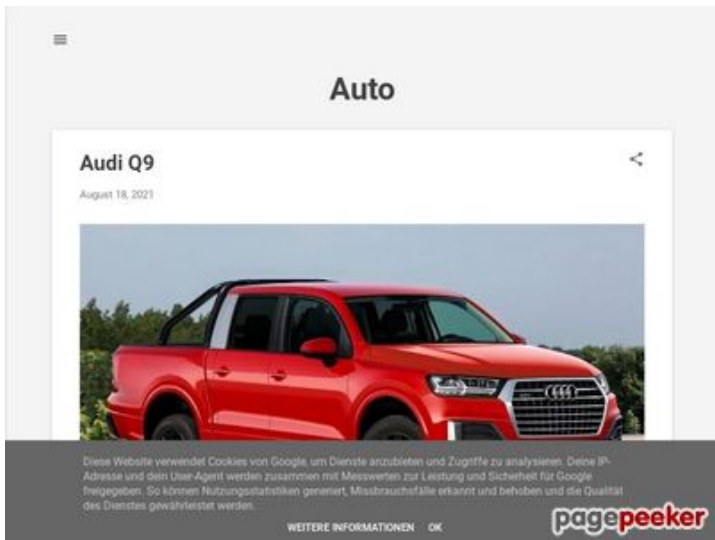 Auto
Audi Q9
August 18, 2021
Diese Website verwendet Cookies von Google, um Dienste anzubieten und Zugriffe zu analysieren. Deine IP-
Adresse und dein User-Agent werden zusammen mit Messwerten zur Leistung und Sicherheit für Google
freigegeben. So können Nutzungsstatistiken generiert, Missbrauchsfälle erkannt und behoben und die Qualität
des Dienstes gewährleistet werden.
WEITERE INFORMATIONEN OK
pagepeeker